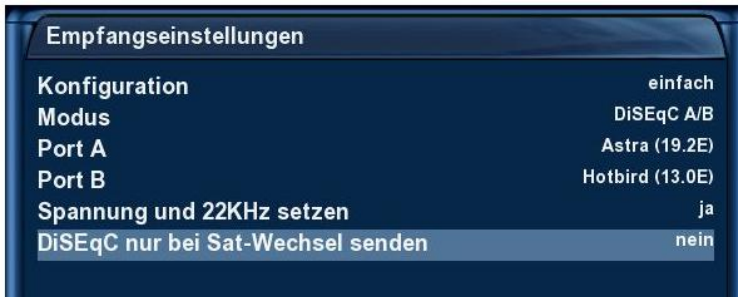 Empfangseinstellungen
Konfiguration einfach
Modus DiSEqC A/B
Port A Astra (19.2E)
Port B Hotbird (13.0E)
Spannung und 22KHz setzen ja
DiSEqC nur bei Sat-Wechsel senden nein